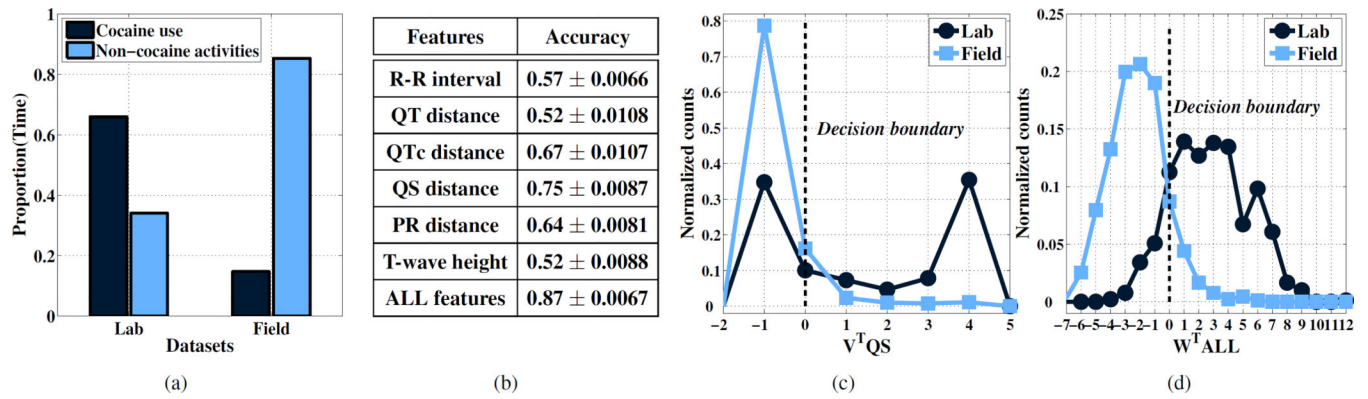 1
0.8
0.6
0.4
0.2
0
Proportion(Time)
Cocaine use
Non-cocaine activities
Lab
Field
Datasets
(a)
Features Accuracy
R-R interval 0.57 ± 0.0066
QT distance 0.52 ± 0.0108
QTc distance 0.67 ± 0.0107
QS distance 0.75 ± 0.0087
PR distance 0.64 ± 0.0081
T-wave height 0.52 ± 0.0088
ALL features 0.87 ± 0.0067
(b)
0.8
0.7
0.6
0.5
0.4
0.3
0.2
0.1
0
Normalized counts
Lab
Field
Decision boundary
−2 −1 0 1 2 3 4 5
VᵀQS
(c)
0.25
0.2
0.15
0.1
0.05
0
Normalized counts
Lab
Field
Decision boundary
−7−6−5−4−3−2−1 0 1 2 3 4 5 6 7 8 9 10 11 12
WᵀALL
(d)